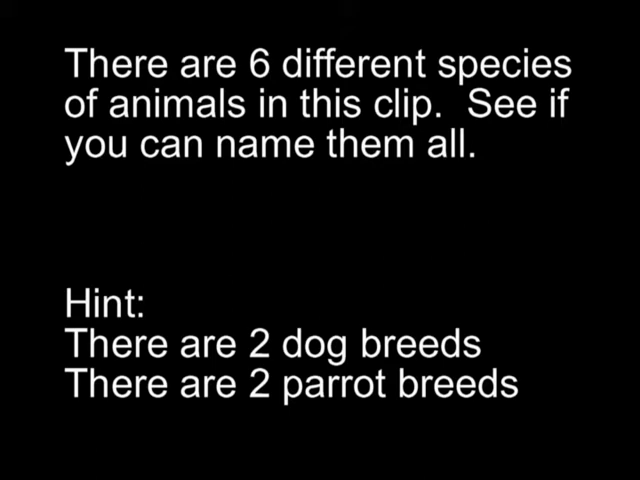 There are 6 different species
of animals in this clip.  See if
you can name them all.
Hint:
There are 2 dog breeds
There are 2 parrot breeds